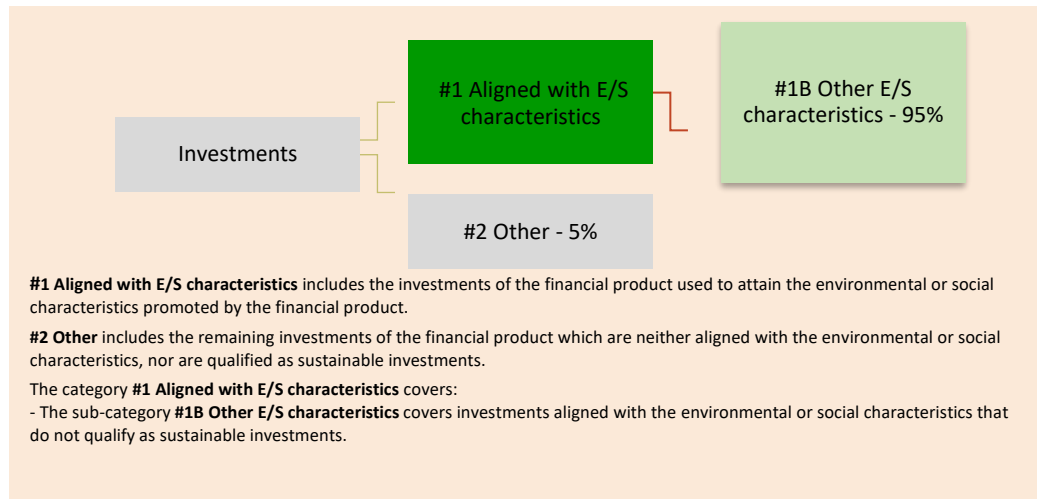 Investments
#1 Aligned with E/S
characteristics
#1B Other E/S
characteristics - 95%
#2 Other - 5%
#1 Aligned with E/S characteristics includes the investments of the financial product used to attain the environmental or social
characteristics promoted by the financial product.
#2 Other includes the remaining investments of the financial product which are neither aligned with the environmental or social
characteristics, nor are qualified as sustainable investments.
The category #1 Aligned with E/S characteristics covers:
- The sub-category #1B Other E/S characteristics covers investments aligned with the environmental or social characteristics that
do not qualify as sustainable investments.